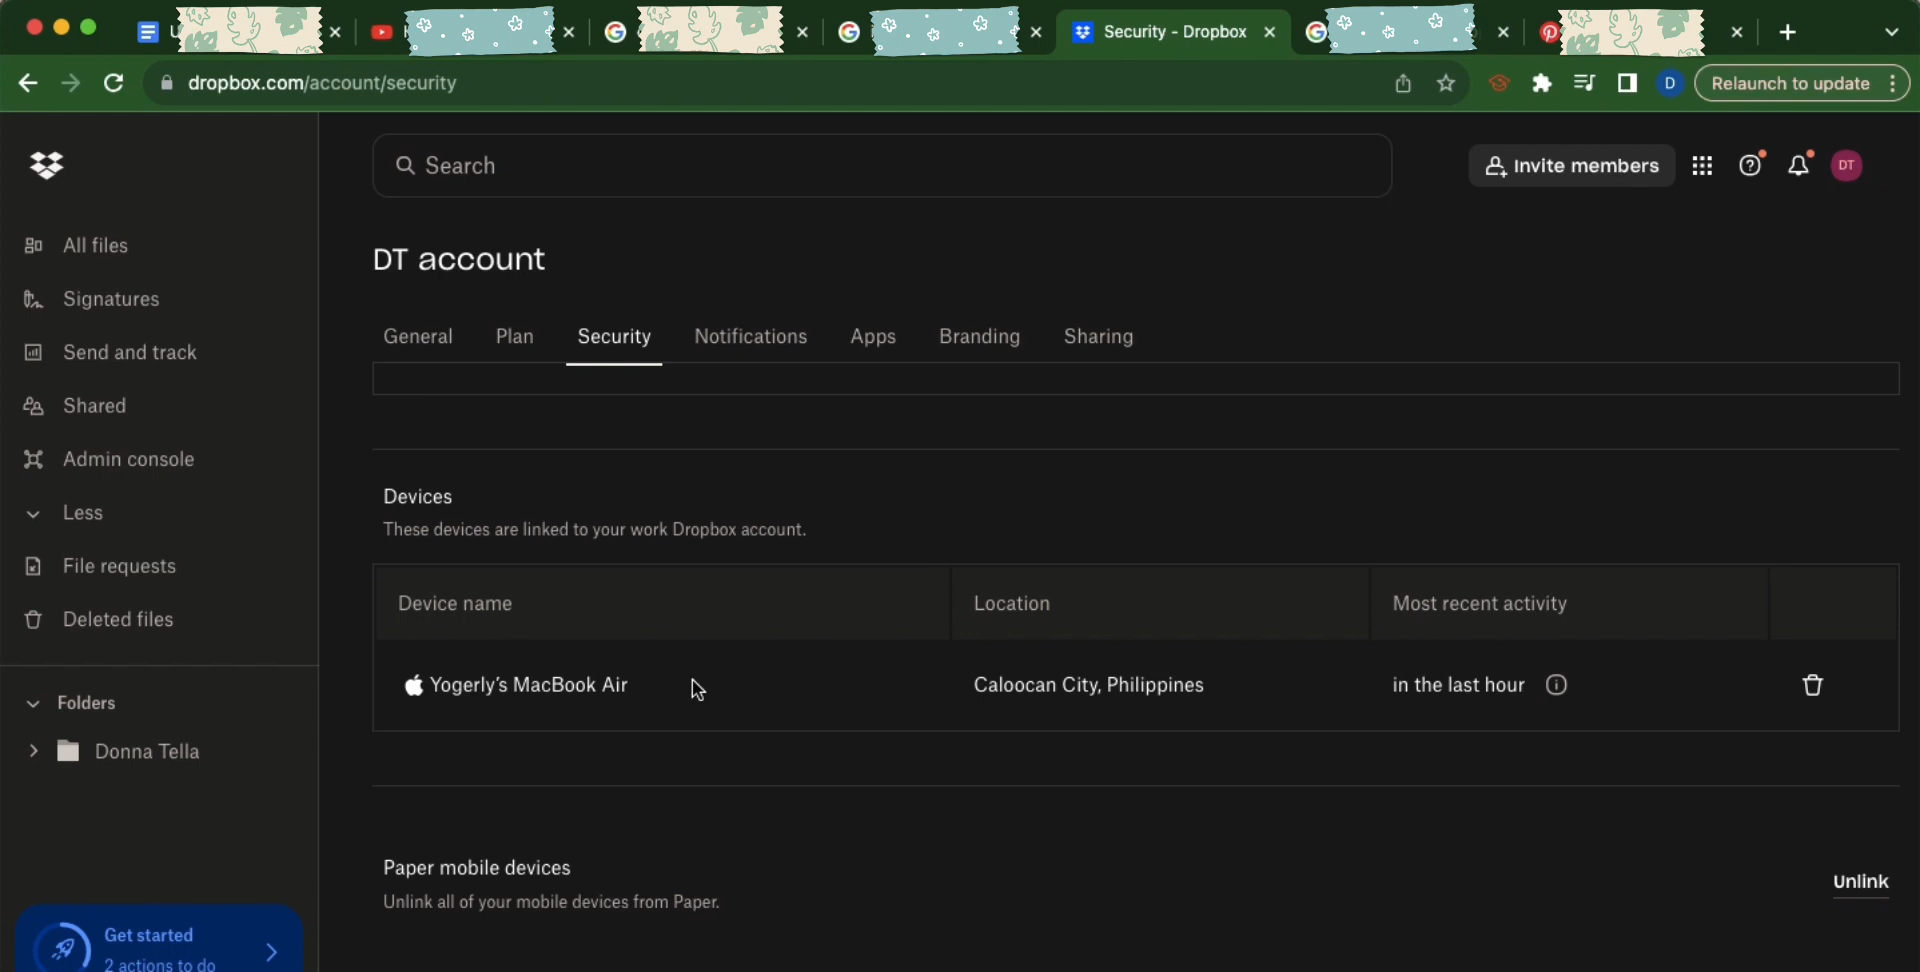 Security - Dropbox
dropbox.com/account/security
D
Relaunch to update
Search
Invite members
DT
DT account
All files
Signatures
Send and track
Shared
Admin console
Less
File requests
Deleted files
Folders
Donna Tella
Get started
2 actions to do
General
Plan
Security
Notifications
Apps
Branding
Sharing
Devices
These devices are linked to your work Dropbox account.
Device name
Location
Most recent activity
Yogerly’s MacBook Air
Caloocan City, Philippines
in the last hour
Paper mobile devices
Unlink all of your mobile devices from Paper.
Unlink